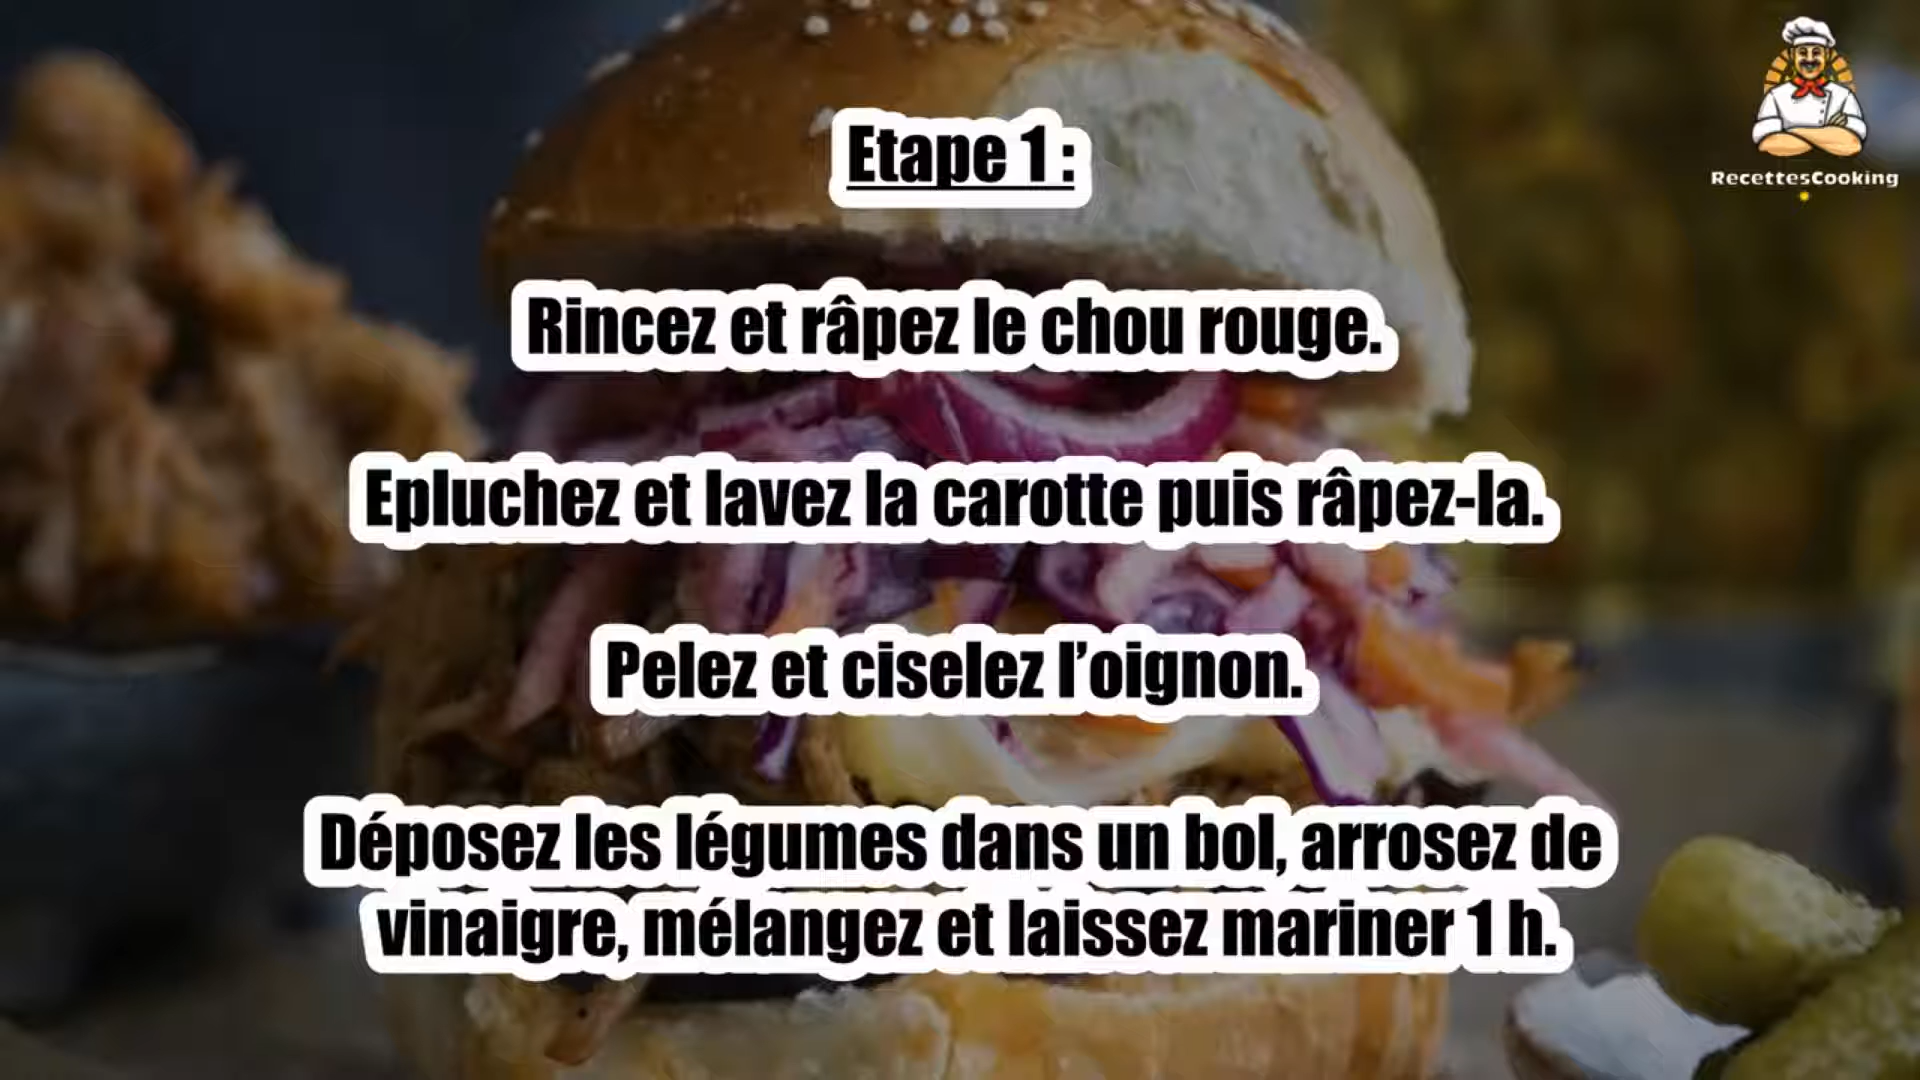 RecettesCooking
Etape 1 :
Rincez et râpez le chou rouge.
Epluchez et lavez la carotte puis râpez-la.
Pelez et ciselez l’oignon.
Déposez les légumes dans un bol, arrosez de
vinaigre, mélangez et laissez mariner 1 h.